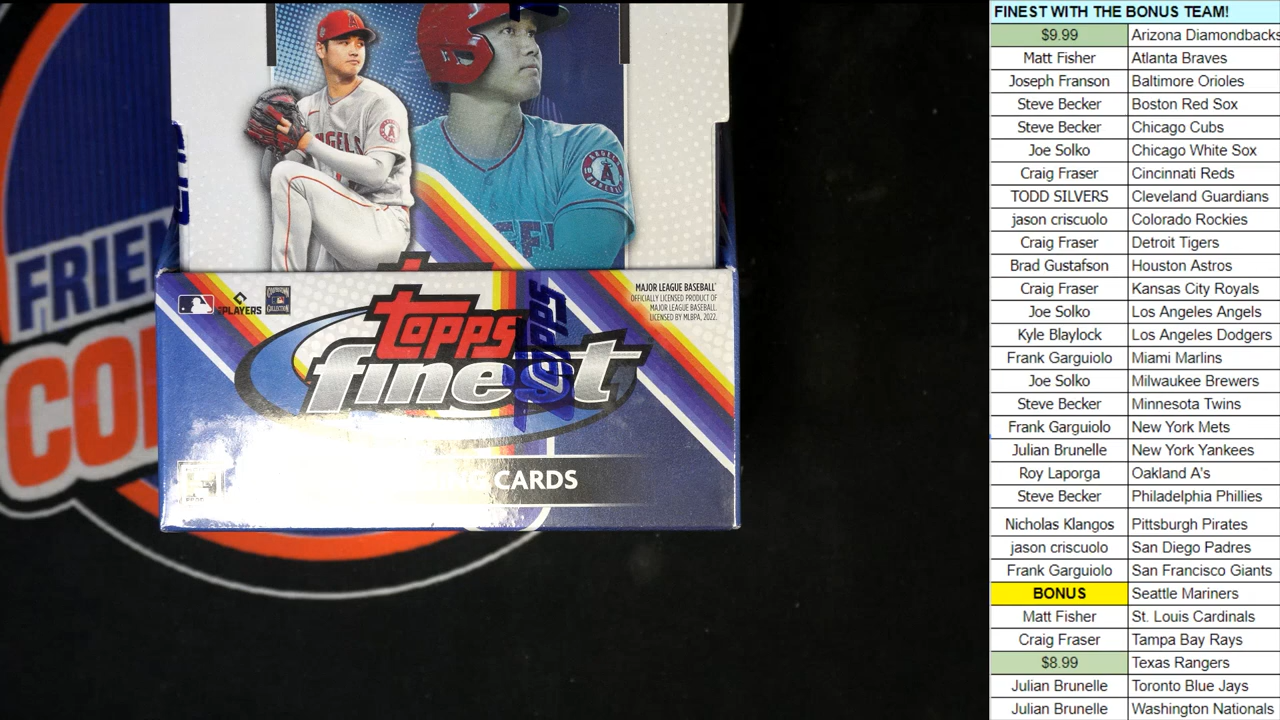 FRIEN
CO
ANGELS
A
A
MAJOR LEAGUE BASEBALL
OFFICIALLY LICENSED PRODUCT OF
MAJOR LEAGUE BASEBALL.
LICENSED BY MLBPA, 2022.
PLAYERS
TOPPS
finest
topps
CARDS
FINEST WITH THE BONUS TEAM!
$9.99 Arizona Diamondbacks
Matt Fisher Atlanta Braves
Joseph Franson Baltimore Orioles
Steve Becker Boston Red Sox
Steve Becker Chicago Cubs
Joe Solko Chicago White Sox
Craig Fraser Cincinnati Reds
TODD SILVERS Cleveland Guardians
jason criscuolo Colorado Rockies
Craig Fraser Detroit Tigers
Brad Gustafson Houston Astros
Craig Fraser Kansas City Royals
Joe Solko Los Angeles Angels
Kyle Blaylock Los Angeles Dodgers
Frank Garguiolo Miami Marlins
Joe Solko Milwaukee Brewers
Steve Becker Minnesota Twins
Frank Garguiolo New York Mets
Julian Brunelle New York Yankees
Roy Laporga Oakland A's
Steve Becker Philadelphia Phillies
Nicholas Klangos Pittsburgh Pirates
jason criscuolo San Diego Padres
Frank Garguiolo San Francisco Giants
BONUS Seattle Mariners
Matt Fisher St. Louis Cardinals
Craig Fraser Tampa Bay Rays
$8.99 Texas Rangers
Julian Brunelle Toronto Blue Jays
Julian Brunelle Washington Nationals